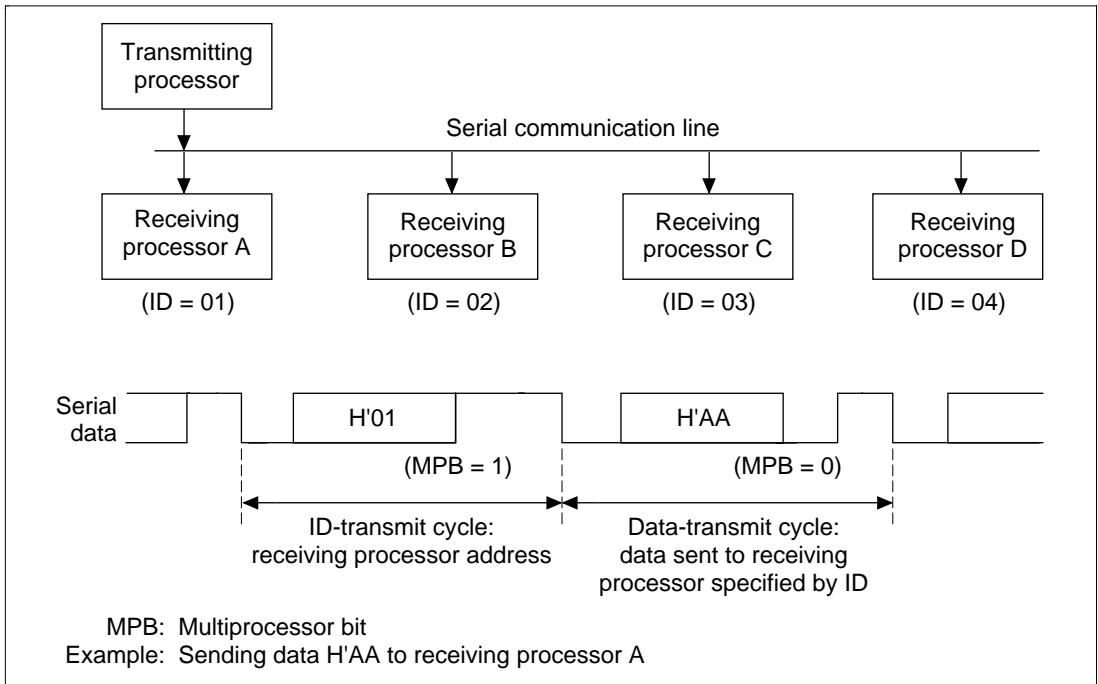 Transmitting
processor
Serial communication line
Receiving
processor A
Receiving
processor B
Receiving
processor C
Receiving
processor D
(ID = 01)
(ID = 02)
(ID = 03)
(ID = 04)
Serial
data
H'01
H'AA
(MPB = 1)
(MPB = 0)
ID-transmit cycle:
receiving processor address
Data-transmit cycle:
data sent to receiving
processor specified by ID
MPB: Multiprocessor bit
Example: Sending data H'AA to receiving processor A